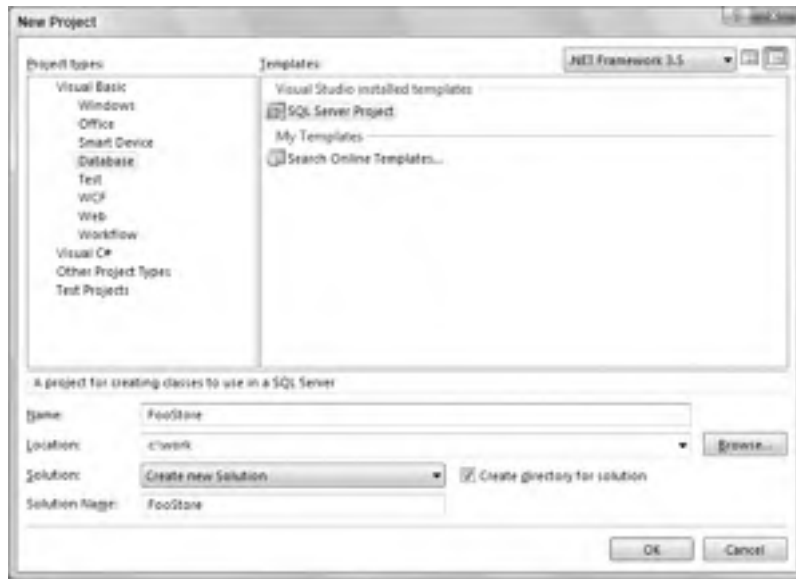 New Project
Project types:
Templates:
.NET Framework 3.5
Visual Basic
Windows
Office
Smart Device
Database
Test
WCF
Web
Workflow
Visual C#
Other Project Types
Test Projects
Visual Studio installed templates
SQL Server Project
My Templates
Search Online Templates...
A project for creating classes to use in a SQL Server
Name:
FooStore
Location:
c:\work
Browse...
Solution:
Create new Solution
Create directory for solution
Solution Name:
FooStore
OK
Cancel